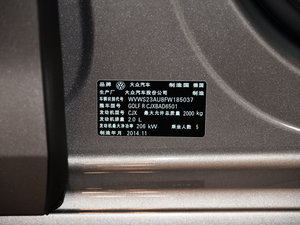 品牌 大众汽车 制造国 德国
生产厂 大众汽车股份公司 制造
车辆识别代号 WVWS23AU8FW185037
整车型号 GOLF R CJXBAD6501
发动机型号 CJX 最大允许总质量 2000 kg
发动机排量 2.0 L
发动机最大净功率 206 kW 乘坐人数 5
制造年月 2014.11